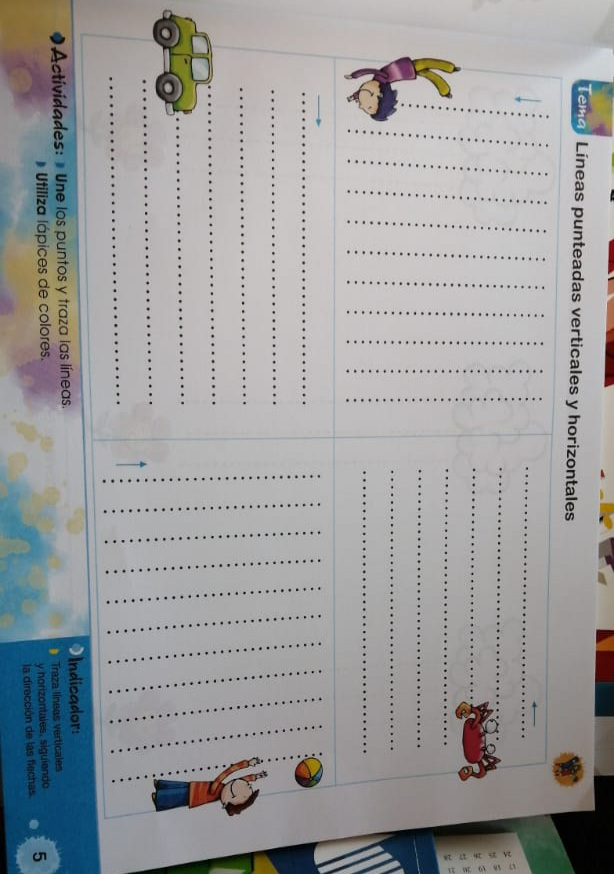 Tema
Líneas punteadas verticales y horizontales
Actividades:
Une los puntos y traza las líneas.
Utiliza lápices de colores.
Indicador:
Traza líneas verticales
y horizontales, siguiendo
la dirección de las flechas.
5